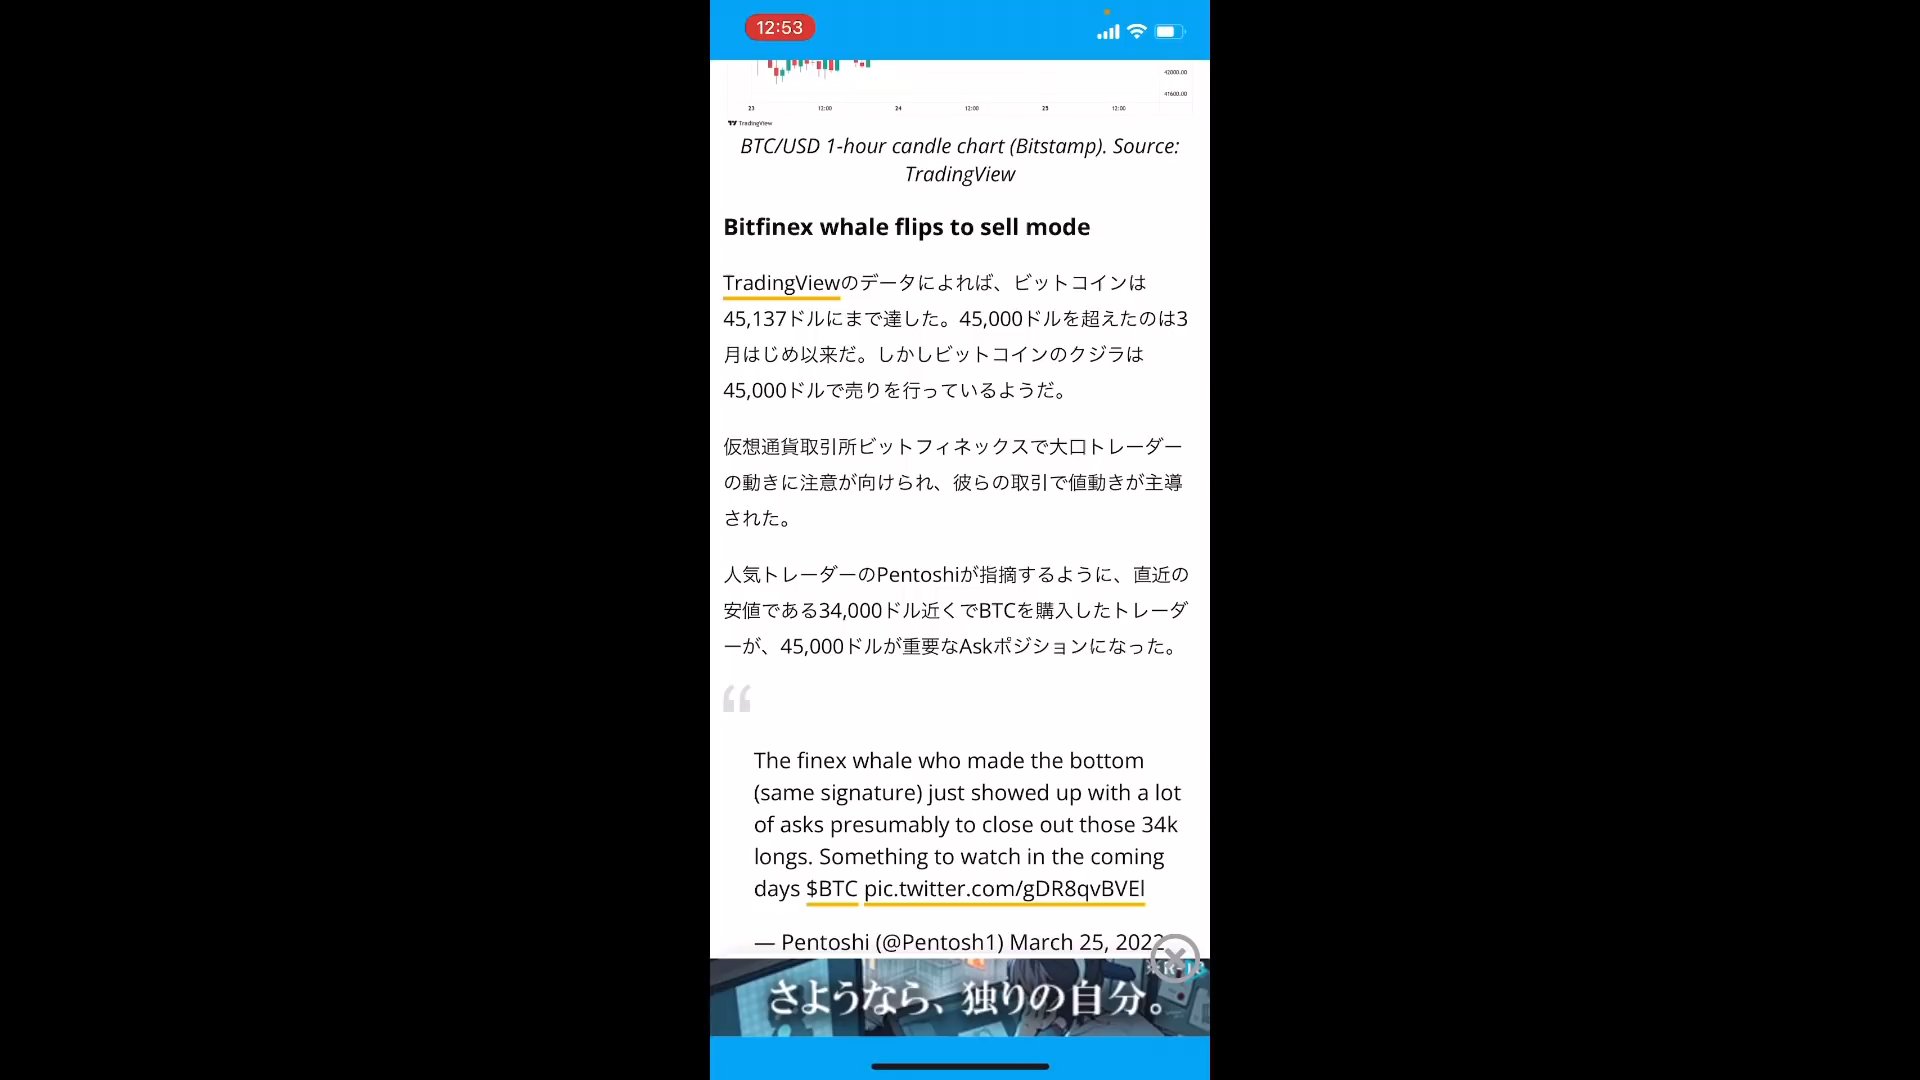 12:53
42000.00
41600.00
23 12:00 24 12:00 25 12:00
TradingView
BTC/USD 1-hour candle chart (Bitstamp). Source:
TradingView
Bitfinex whale flips to sell mode
TradingViewのデータによれば、ビットコインは
45,137ドルにまで達した。45,000ドルを超えたのは3
月はじめ以来だ。しかしビットコインのクジラは
45,000ドルで売りを行っているようだ。
仮想通貨取引所ビットフィネックスで大口トレーダー
の動きに注意が向けられ、彼らの取引で値動きが主導
された。
人気トレーダーのPentoshiが指摘するように、直近の
安値である34,000ドル近くでBTCを購入したトレーダ
ーが、45,000ドルが重要なAskポジションになった。
“
The finex whale who made the bottom
(same signature) just showed up with a lot
of asks presumably to close out those 34k
longs. Something to watch in the coming
days $BTC pic.twitter.com/gDR8qvBVEl
— Pentoshi (@Pentosh1) March 25, 2022
さようなら、独りの自分。